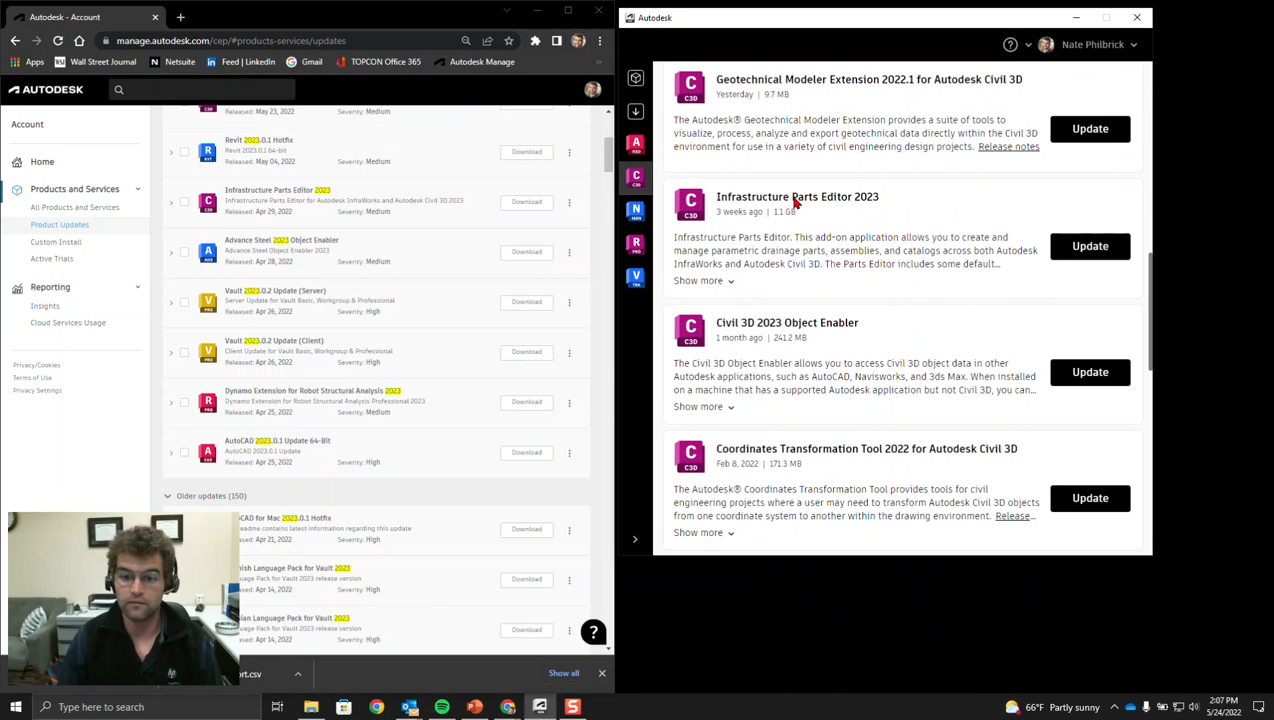 Autodesk - Account
manage.autodesk.com/cep/#products-services/updates
Apps
Wall Street Journal
Netsuite
Feed | LinkedIn
Gmail
TOPCON Office 365
Autodesk Manage
AUTODESK
Account
Home
Products and Services
All Products and Services
Product Updates
Custom Install
Active Trials
Reporting
Insights
Cloud Services Usage
Privacy/Cookies
Terms of Use
Privacy Settings
Released: May 23, 2022 Severity: Medium
Revit 2023.0.1 Hotfix
Revit 2023.0.1 64-bit
Released: May 04, 2022 Severity: Medium
Download
Infrastructure Parts Editor 2023
Infrastructure Parts Editor for Autodesk InfraWorks and Autodesk Civil 3D 2023
Released: Apr 29, 2022 Severity: Medium
Download
Advance Steel 2023 Object Enabler
Advance Steel Object Enabler 2023
Released: Apr 28, 2022 Severity: Medium
Download
Vault 2023.0.2 Update (Server)
Server Update for Vault Basic, Workgroup & Professional
Released: Apr 26, 2022 Severity: High
Download
Vault 2023.0.2 Update (Client)
Client Update for Vault Basic, Workgroup & Professional
Released: Apr 26, 2022 Severity: High
Download
Dynamo Extension for Robot Structural Analysis 2023
Dynamo Extension for Robot Structural Analysis Professional 2023
Released: Apr 25, 2022 Severity: Medium
Download
AutoCAD 2023.0.1 Update 64-Bit
AutoCAD 2023.0.1 Update
Released: Apr 25, 2022 Severity: High
Download
Older updates (150)
CAD for Mac 2023.0.1 Hotfix
readme contains latest information regarding this update
Apr 21, 2022 Severity: High
Download
nish Language Pack for Vault 2023
guage Pack for Vault 2023 release version
ased: Apr 14, 2022 Severity: High
Download
sian Language Pack for Vault 2023
guage Pack for Vault 2023 release version
ased: Apr 14, 2022 Severity: High
Download
?
ort.csv
Show all
Autodesk
Nate Philbrick
Geotechnical Modeler Extension 2022.1 for Autodesk Civil 3D
Yesterday | 9.7 MB
The Autodesk® Geotechnical Modeler Extension provides a suite of tools to
visualize, process, analyze and export geotechnical data directly within the Civil 3D
environment for use in a variety of civil engineering design projects. Release notes
Update
Infrastructure Parts Editor 2023
3 weeks ago | 1.1 GB
Infrastructure Parts Editor. This add-on application allows you to create and
manage parametric drainage parts, assemblies, and catalogs across both Autodesk
InfraWorks and Autodesk Civil 3D. The Parts Editor includes some default...
Show more
Update
Civil 3D 2023 Object Enabler
1 month ago | 241.2 MB
The Civil 3D Object Enabler allows you to access Civil 3D object data in other
Autodesk applications, such as AutoCAD, Navisworks, and 3ds Max. When installed
on a machine that has a supported Autodesk application but not Civil 3D, you can...
Show more
Update
Coordinates Transformation Tool 2022 for Autodesk Civil 3D
Feb 8, 2022 | 171.3 MB
The Autodesk® Coordinates Transformation Tool provides tools for civil
engineering projects where a user may need to transform Autodesk Civil 3D objects
from one coordinate system to another within the drawing environment. Release...
Show more
Update
Type here to search
66°F Partly sunny
2:07 PM
5/24/2022